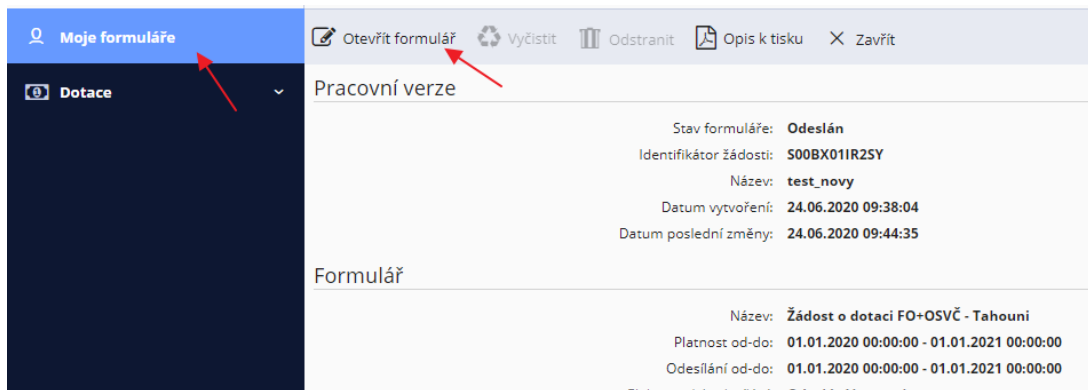 Moje formuláře
Otevřít formulář Vyčistit Odstranit Opis k tisku Zavřít
Dotace
Pracovní verze
Stav formuláře: Odeslán
Identifikátor žádosti: S00BX01IR2SY
Název: test_novy
Datum vytvoření: 24.06.2020 09:38:04
Datum poslední změny: 24.06.2020 09:44:35
Formulář
Název: Žádost o dotaci FO+OSVČ - Tahouni
Platnost od-do: 01.01.2020 00:00:00 - 01.01.2021 00:00:00
Odesílání od-do: 01.01.2020 00:00:00 - 01.01.2021 00:00:00